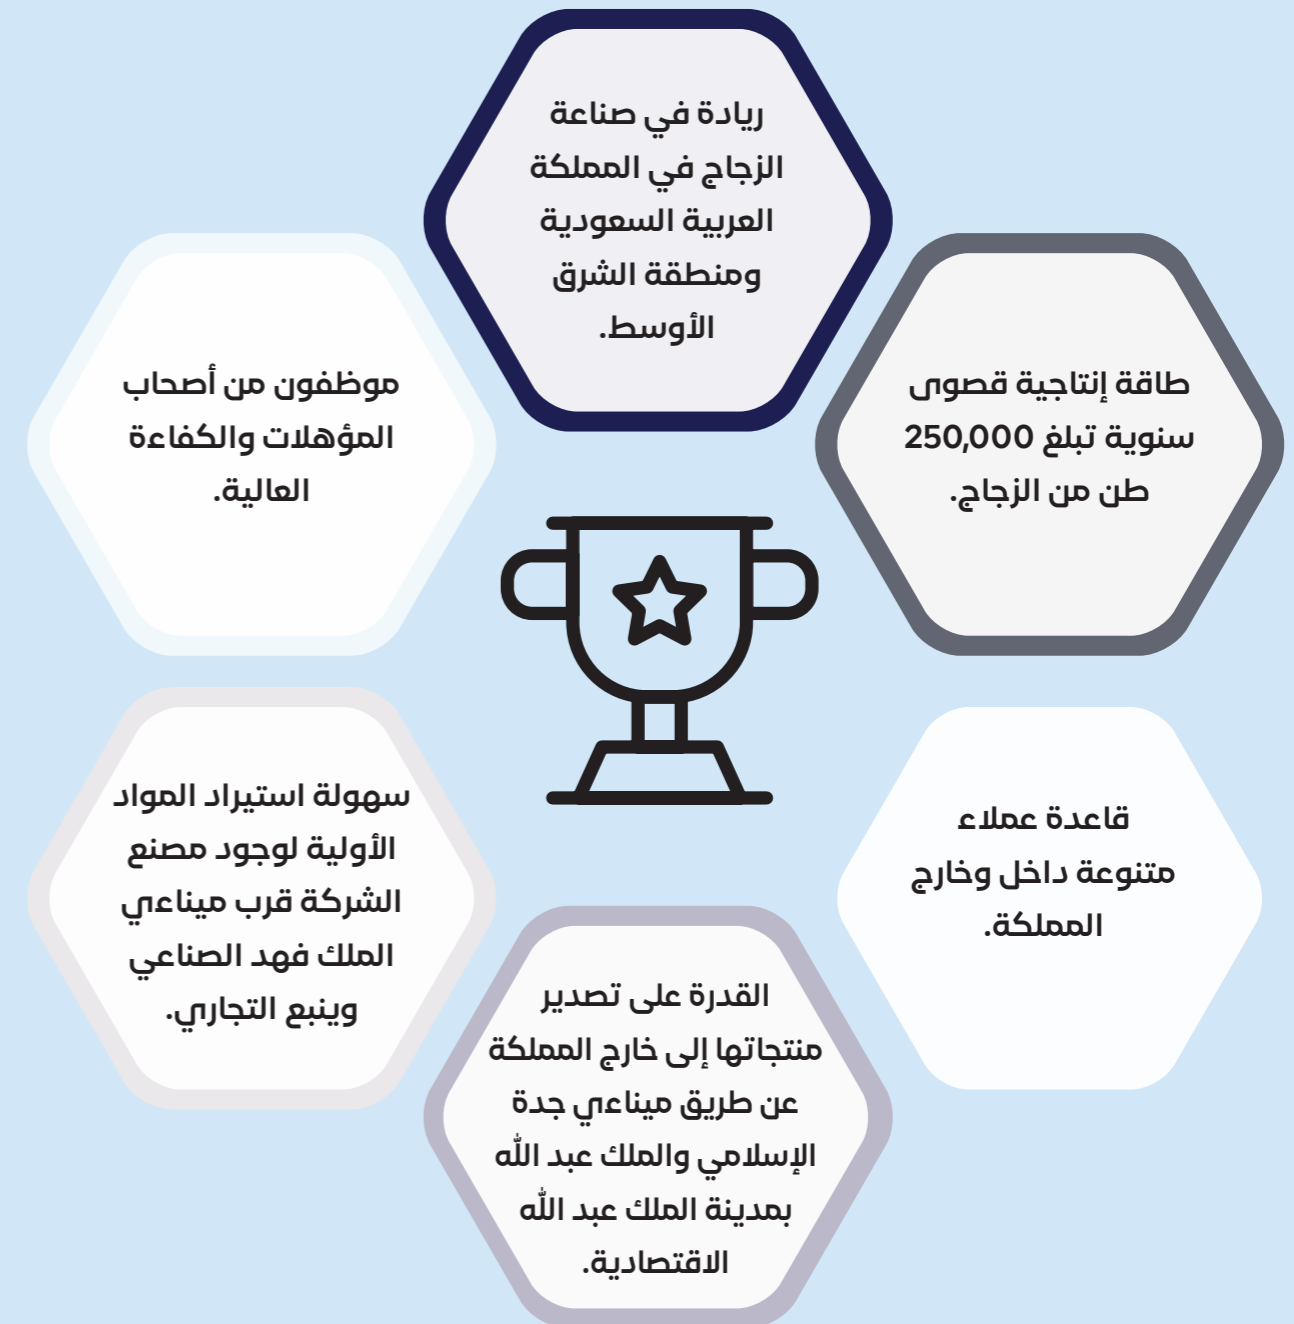 ريادة في صناعة
الزجاج في المملكة
العربية السعودية
ومنطقة الشرق
الأوسط.
طاقة إنتاجية قصوى
سنوية تبلغ 250,000
طن من الزجاج.
قاعدة عملاء
متنوعة داخل وخارج
المملكة.
القدرة على تصدير
منتجاتها إلى خارج المملكة
عن طريق ميناءي جدة
الإسلامي والملك عبد الله
بمدينة الملك عبد الله
الاقتصادية.
سهولة استيراد المواد
الأولية لوجود مصنع
الشركة قرب ميناءي
الملك فهد الصناعي
وينبع التجاري.
موظفون من أصحاب
المؤهلات والكفاءة
العالية.